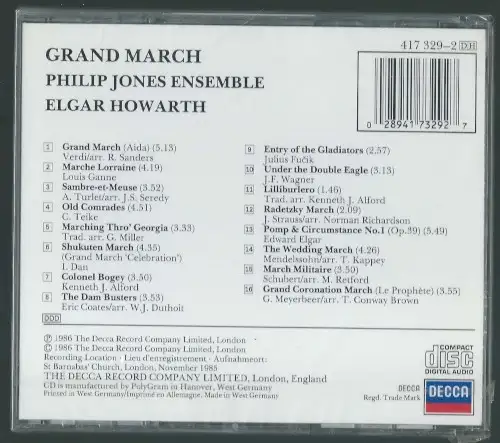 417 329-2 DH
GRAND MARCH
PHILIP JONES ENSEMBLE
ELGAR HOWARTH
0 28941 73292 7
1 Grand March (Aida) (5.13)
Verdi/arr. R. Sanders
2 Marche Lorraine (4.19)
Louis Ganne
3 Sambre-et-Meuse (3.52)
A. Turlet/arr. J.S. Seredy
4 Old Comrades (4.51)
C. Teike
5 Marching Thro' Georgia (3.33)
Trad. arr. G. Miller
6 Shukuten March (4.35)
(Grand March 'Celebration')
I. Dan
7 Colonel Bogey (3.50)
Kenneth J. Alford
8 The Dam Busters (3.53)
Eric Coates/arr. W.J. Duthoit
9 Entry of the Gladiators (2.57)
Julius Fučik
10 Under the Double Eagle (3.13)
J.F. Wagner
11 Lilliburlero (1.46)
Trad. arr. Kenneth J. Alford
12 Radetzky March (2.09)
J. Strauss/arr. Norman Richardson
13 Pomp & Circumstance No.1 (Op.39) (5.49)
Edward Elgar
14 The Wedding March (4.26)
Mendelssohn/arr. T. Kappey
15 March Militaire (3.50)
Schubert/arr. M. Retford
16 Grand Coronation March (Le Prophète) (3.55)
G. Meyerbeer/arr. T. Conway Brown
DDD
℗ 1986 The Decca Record Company Limited, London
© 1986 The Decca Record Company Limited, London
Recording Location · Lieu d'enregistrement · Aufnahmeort:
St Barnabas' Church, London, November 1985
THE DECCA RECORD COMPANY LIMITED, London, England
CD is manufactured by PolyGram in Hanover, West Germany
Printed in West Germany/Imprimé en Allemagne. Made in West Germany
COMPACT
disc
DIGITAL AUDIO
DECCA
Regd. Trade Mark
DECCA